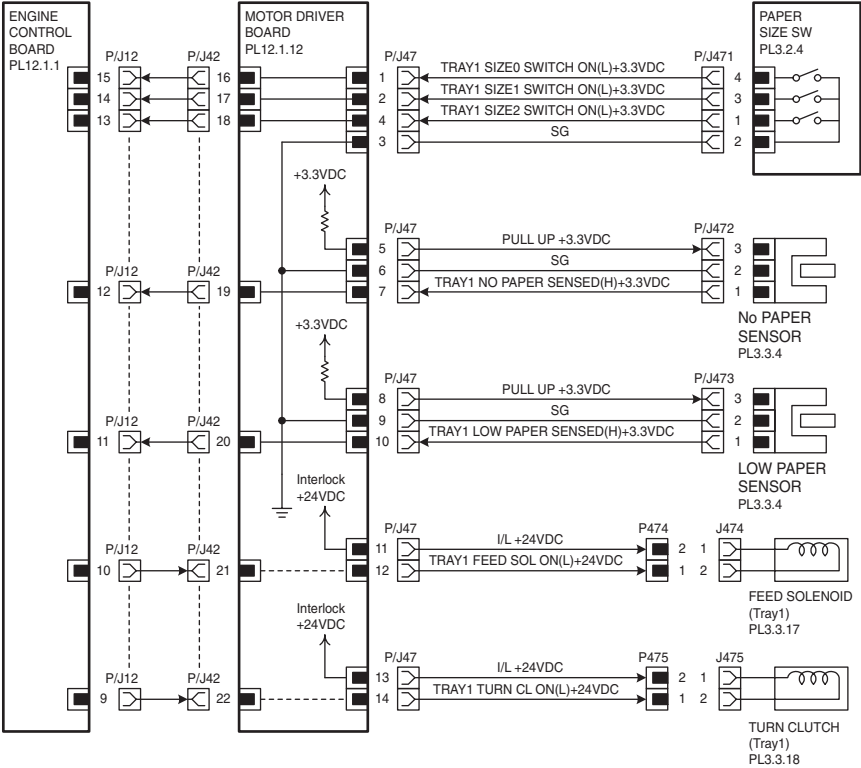 ENGINE
CONTROL
BOARD
PL12.1.1
MOTOR DRIVER
BOARD
PL12.1.12
PAPER
SIZE SW
PL3.2.4
P/J12 P/J42 P/J47 P/J471
15 16 1 TRAY1 SIZE0 SWITCH ON(L)+3.3VDC 4
14 17 2 TRAY1 SIZE1 SWITCH ON(L)+3.3VDC 3
13 18 4 TRAY1 SIZE2 SWITCH ON(L)+3.3VDC 1
3 SG 2
+3.3VDC
P/J47 P/J472
5 PULL UP +3.3VDC 3
6 SG 2
P/J12 P/J42
12 19 7 TRAY1 NO PAPER SENSED(H)+3.3VDC 1
No PAPER
SENSOR
PL3.3.4
+3.3VDC
P/J47 P/J473
8 PULL UP +3.3VDC 3
9 SG 2
P/J12 P/J42
11 20 10 TRAY1 LOW PAPER SENSED(H)+3.3VDC 1
LOW PAPER
SENSOR
PL3.3.4
Interlock
+24VDC
P/J47 P474 J474
11 I/L +24VDC 2 1
P/J12 P/J42
10 21 12 TRAY1 FEED SOL ON(L)+24VDC 1 2
FEED SOLENOID
(Tray1)
PL3.3.17
Interlock
+24VDC
P/J47 P475 J475
13 I/L +24VDC 2 1
P/J12 P/J42
9 22 14 TRAY1 TURN CL ON(L)+24VDC 1 2
TURN CLUTCH
(Tray1)
PL3.3.18